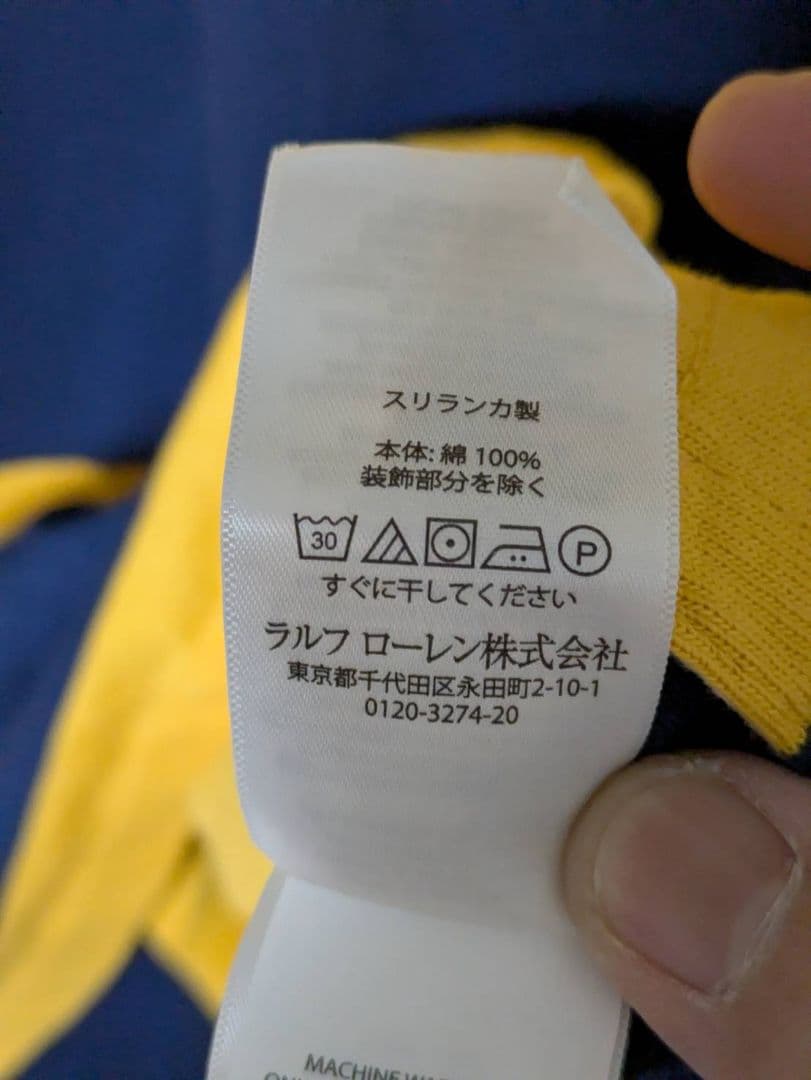 スリランカ製
本体: 綿 100%
装飾部分を除く
30 P
すぐに干してください
ラルフ ローレン株式会社
東京都千代田区永田町2-10-1
0120-3274-20
MACHINE